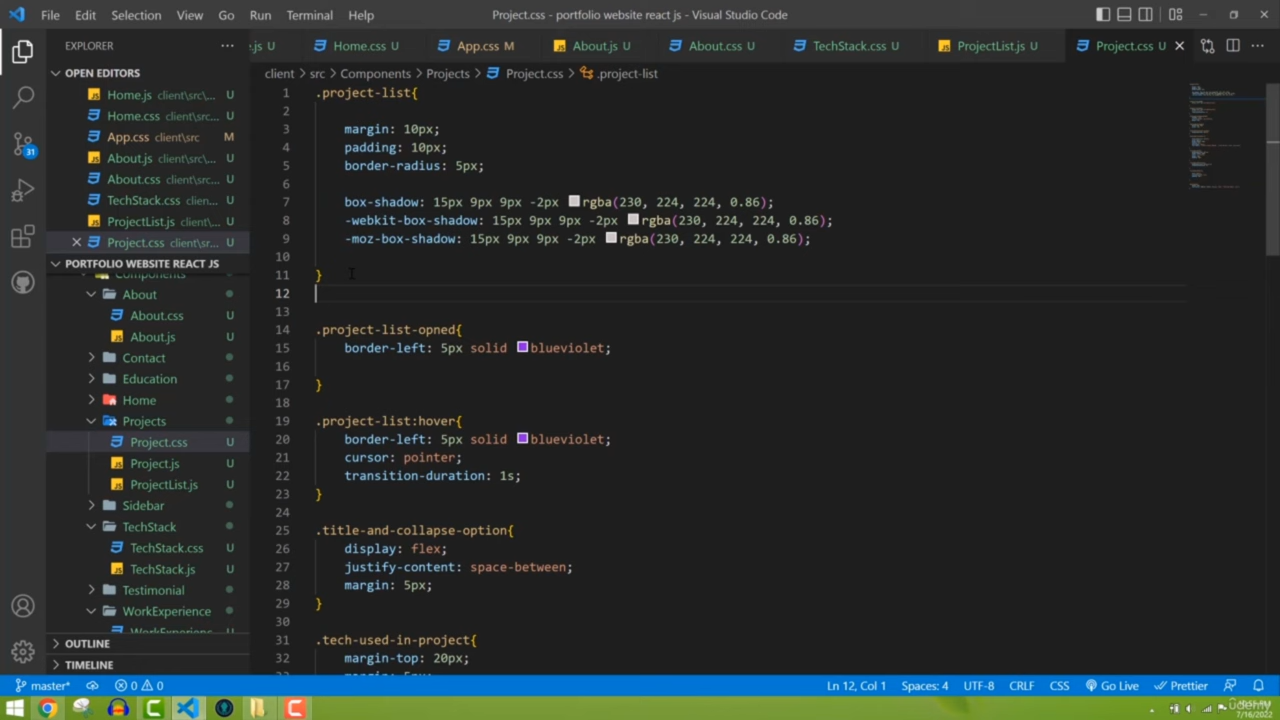 File Edit Selection View Go Run Terminal Help Project.css - portfolio website react js - Visual Studio Code
EXPLORER
e.js U Home.css U App.css M About.js U About.css U TechStack.css U ProjectList.js U Project.css U
OPEN EDITORS
client > src > Components > Projects > Project.css > .project-list
Home.js client\src\... U
Home.css client\src\... U
App.css client\src M
About.js client\src\... U
About.css client\src\... U
TechStack.css client\... U
ProjectList.js client\... U
Project.css client\sr... U
PORTFOLIO WEBSITE REACT JS
Components
About
About.css U
About.js U
Contact
Education
Home
Projects
Project.css U
Project.js U
ProjectList.js U
Sidebar
TechStack
TechStack.css U
TechStack.js U
Testimonial
WorkExperience
WorkExperienc... U
OUTLINE
TIMELINE
31
1 .project-list{
2
3 margin: 10px;
4 padding: 10px;
5 border-radius: 5px;
6
7 box-shadow: 15px 9px 9px -2px rgba(230, 224, 224, 0.86);
8 -webkit-box-shadow: 15px 9px 9px -2px rgba(230, 224, 224, 0.86);
9 -moz-box-shadow: 15px 9px 9px -2px rgba(230, 224, 224, 0.86);
10
11 }
12
13
14 .project-list-opned{
15 border-left: 5px solid blueviolet;
16
17 }
18
19 .project-list:hover{
20 border-left: 5px solid blueviolet;
21 cursor: pointer;
22 transition-duration: 1s;
23 }
24
25 .title-and-collapse-option{
26 display: flex;
27 justify-content: space-between;
28 margin: 5px;
29 }
30
31 .tech-used-in-project{
32 margin-top: 20px;
33 margin: 5px;
master* 0 0 Ln 12, Col 1 Spaces: 4 UTF-8 CRLF CSS Go Live Prettier
udemy
7/16/2022